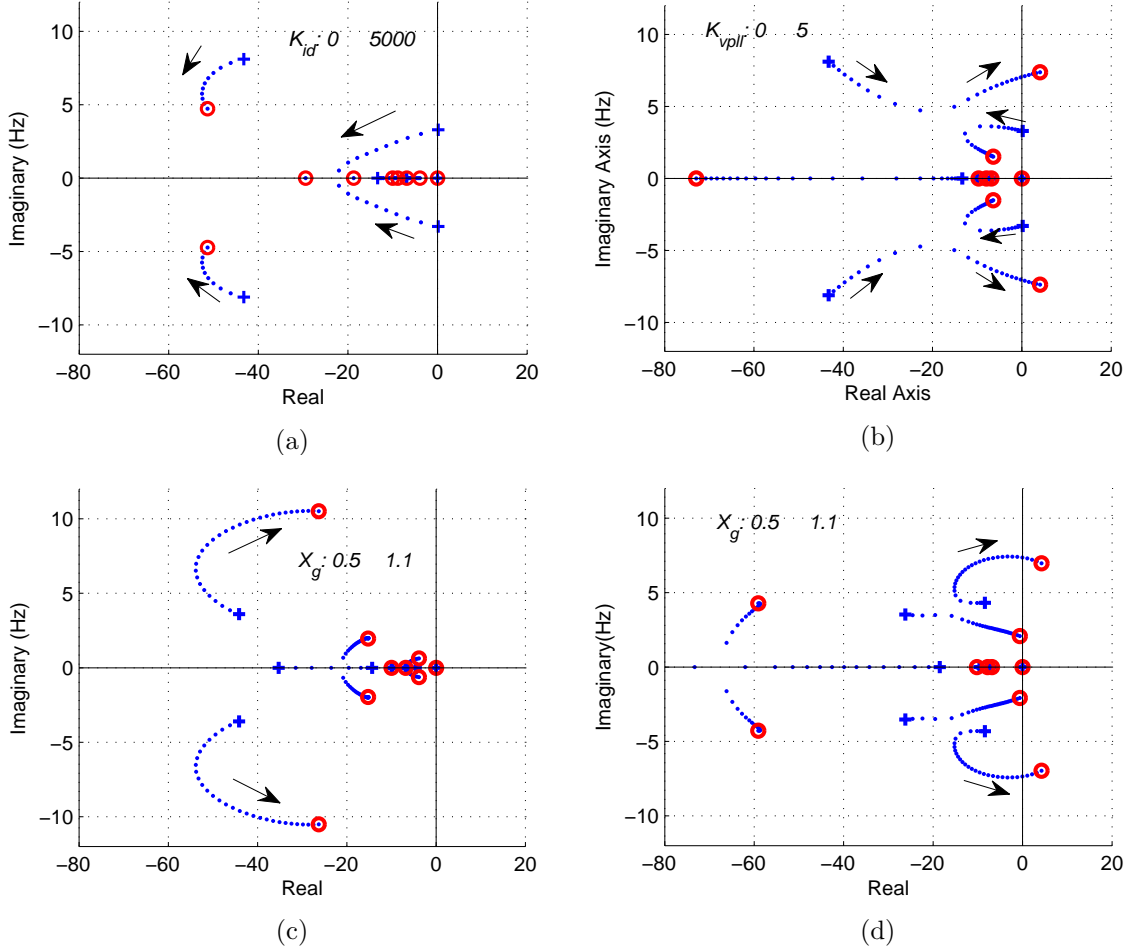 K_id: 0 5000
10
5
0
−5
−10
Imaginary (Hz)
−80 −60 −40 −20 0 20
Real
(a)
K_vpll: 0 5
10
5
0
−5
−10
Imaginary Axis (Hz)
−80 −60 −40 −20 0 20
Real Axis
(b)
X_g: 0.5 1.1
10
5
0
−5
−10
Imaginary (Hz)
−80 −60 −40 −20 0 20
Real
(c)
X_g: 0.5 1.1
10
5
0
−5
−10
Imaginary(Hz)
−80 −60 −40 −20 0 20
Real
(d)